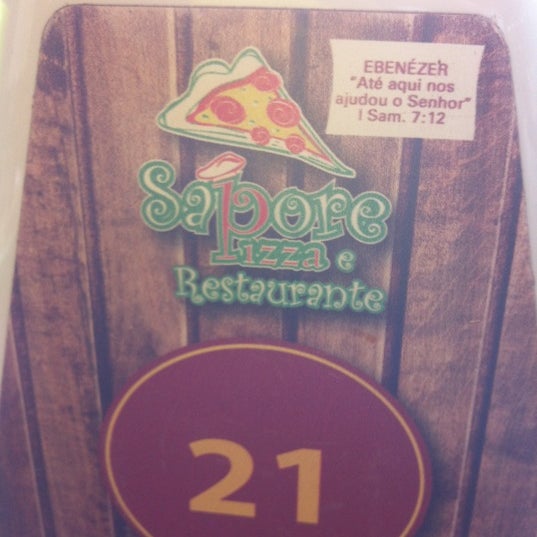 EBENÉZER
"Até aqui nos
ajudou o Senhor"
I Sam. 7:12
Sapore
Pizza e
Restaurante
21